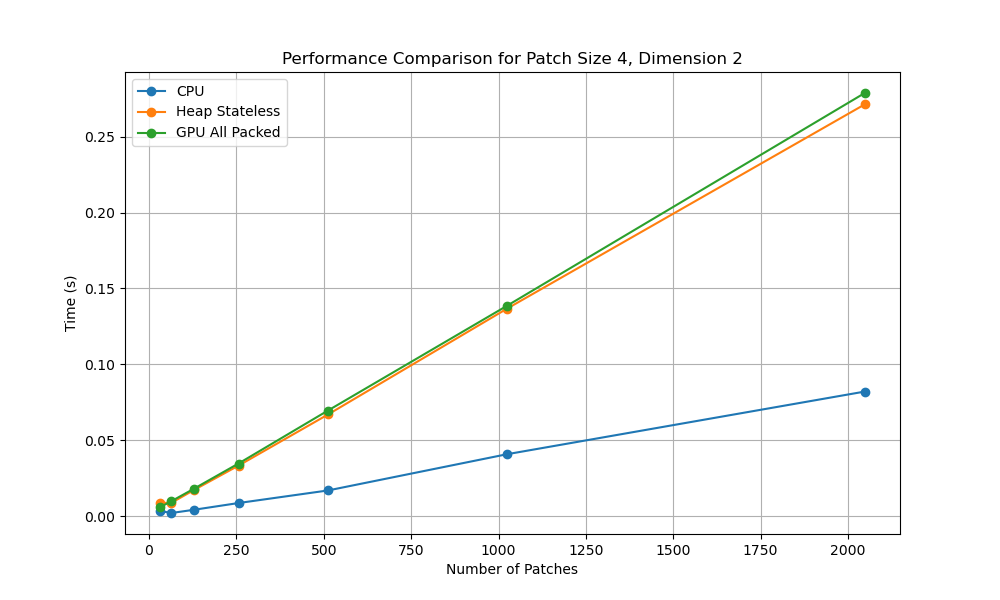 Performance Comparison for Patch Size 4, Dimension 2
CPU
Heap Stateless
GPU All Packed
Time (s)
0.25
0.20
0.15
0.10
0.05
0.00
0 250 500 750 1000 1250 1500 1750 2000
Number of Patches